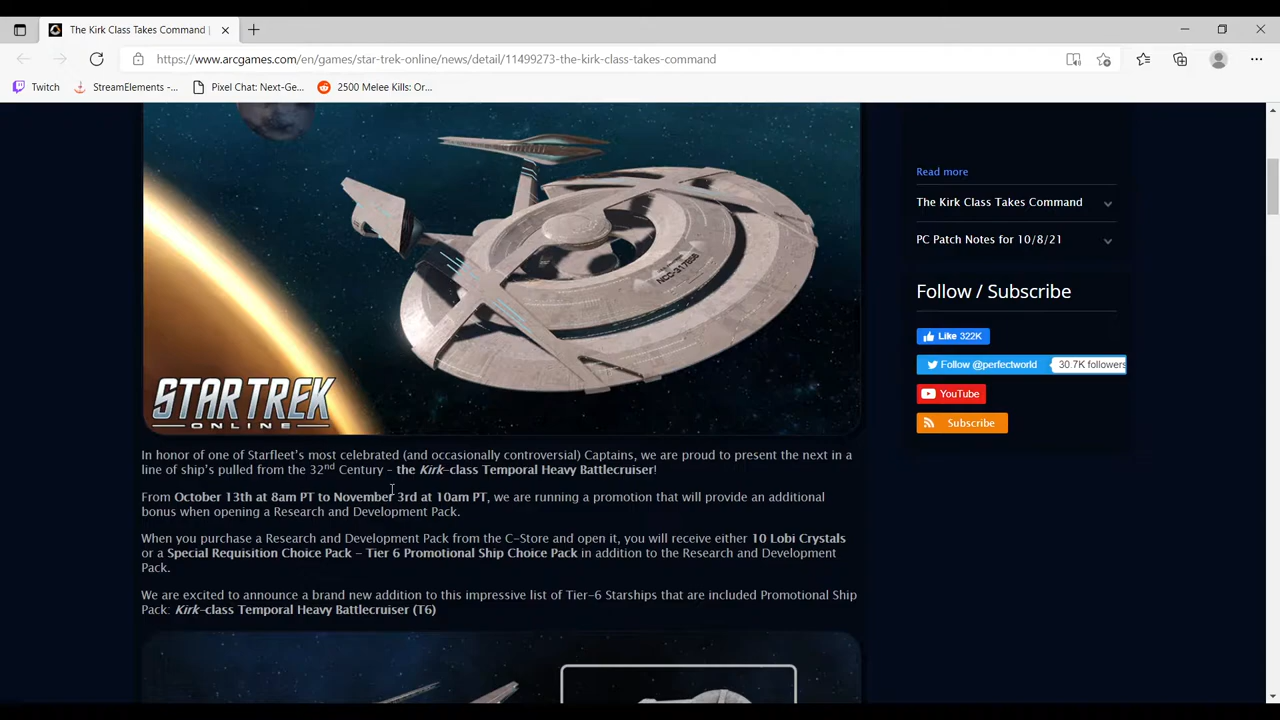 The Kirk Class Takes Command |
https://www.arcgames.com/en/games/star-trek-online/news/detail/11499273-the-kirk-class-takes-command
Twitch
StreamElements -...
Pixel Chat: Next-Ge...
2500 Melee Kills: Or...
NCC-317856
STAR TREK
ONLINE
In honor of one of Starfleet's most celebrated (and occasionally controversial) Captains, we are proud to present the next in a
line of ship's pulled from the 32nd Century - the Kirk-class Temporal Heavy Battlecruiser!
From October 13th at 8am PT to November 3rd at 10am PT, we are running a promotion that will provide an additional
bonus when opening a Research and Development Pack.
When you purchase a Research and Development Pack from the C-Store and open it, you will receive either 10 Lobi Crystals
or a Special Requisition Choice Pack - Tier 6 Promotional Ship Choice Pack in addition to the Research and Development
Pack.
We are excited to announce a brand new addition to this impressive list of Tier-6 Starships that are included Promotional Ship
Pack: Kirk-class Temporal Heavy Battlecruiser (T6)
Read more
The Kirk Class Takes Command
PC Patch Notes for 10/8/21
Follow / Subscribe
Like 322K
Follow @perfectworld
30.7K followers
YouTube
Subscribe